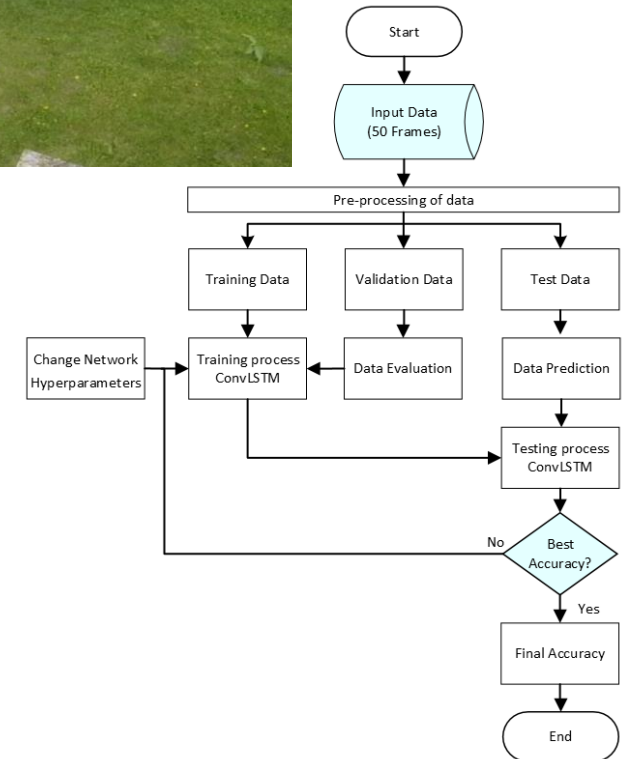 Start
Input Data
(50 Frames)
Pre-processing of data
Training Data
Validation Data
Test Data
Change Network
Hyperparameters
Training process
ConvLSTM
Data Evaluation
Data Prediction
Testing process
ConvLSTM
No
Best
Accuracy?
Yes
Final Accuracy
End